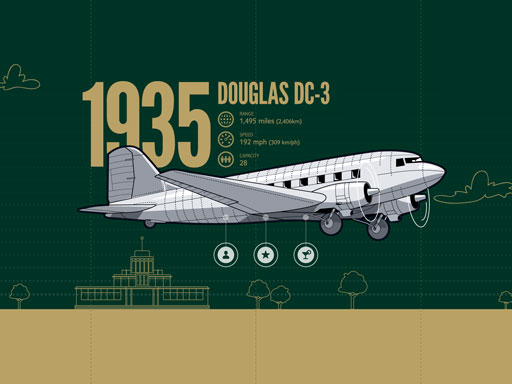 1935
DOUGLAS DC-3
RANGE
1,495 miles (2,406km)
SPEED
192 mph (309 km/ph)
CAPACITY
28